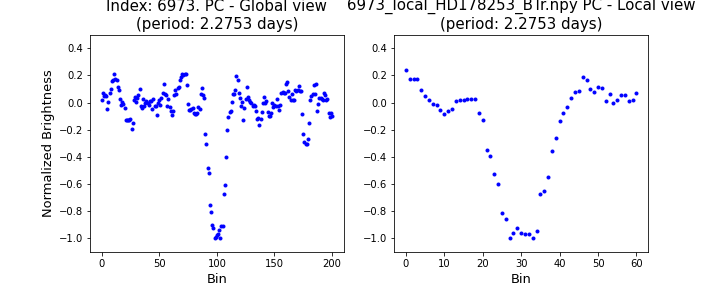 Index: 6973. PC - Global view
(period: 2.2753 days)
6973_local_HD178253_BTr.npy PC - Local view
(period: 2.2753 days)
Normalized Brightness
0.4
0.2
0.0
−0.2
−0.4
−0.6
−0.8
−1.0
0 50 100 150 200
Bin
0.4
0.2
0.0
−0.2
−0.4
−0.6
−0.8
−1.0
0 10 20 30 40 50 60
Bin